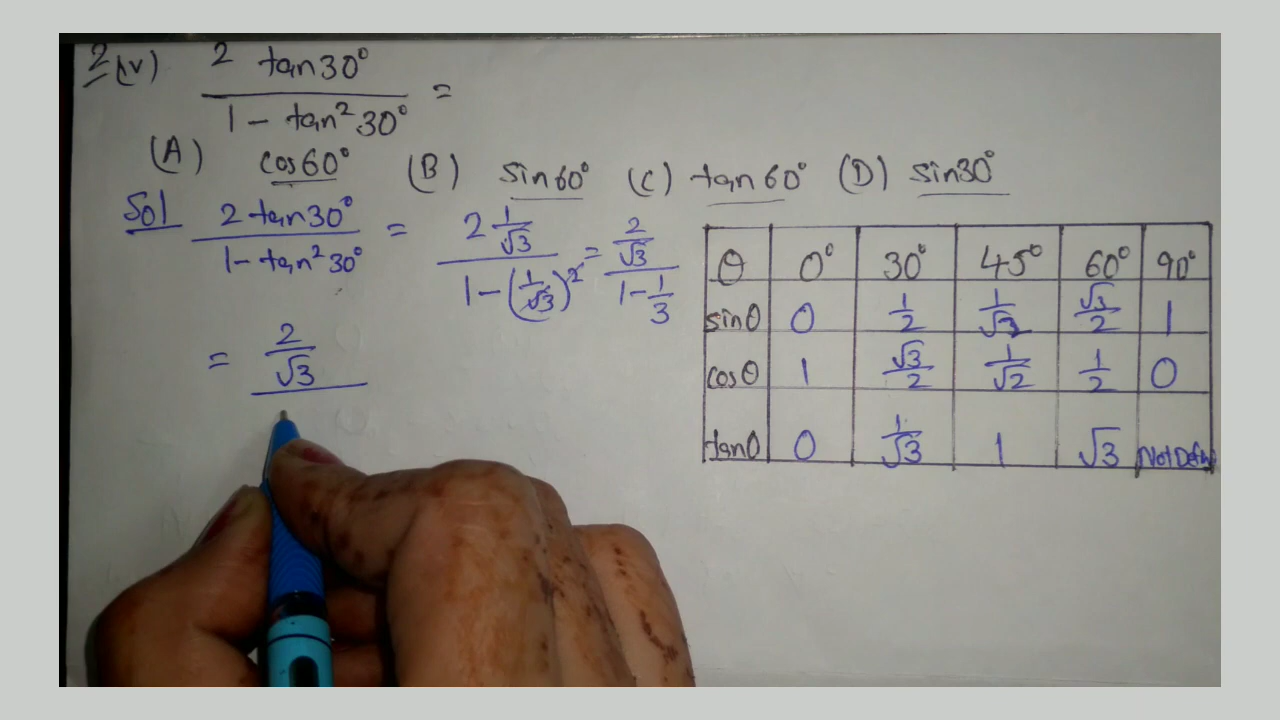 2(iv) 2 tan30° / 1 - tan²30° =
(A) cos60° (B) sin60° (C) tan60° (D) sin30°
Sol 2 tan30° / 1 - tan²30° = 2 1/√3 / 1 - (1/√3)² = 2/√3 / 1 - 1/3
= 2/√3
θ 0° 30° 45° 60° 90°
sinθ 0 1/2 1/√2 √3/2 1
cosθ 1 √3/2 1/√2 1/2 0
tanθ 0 1/√3 1 √3 Not